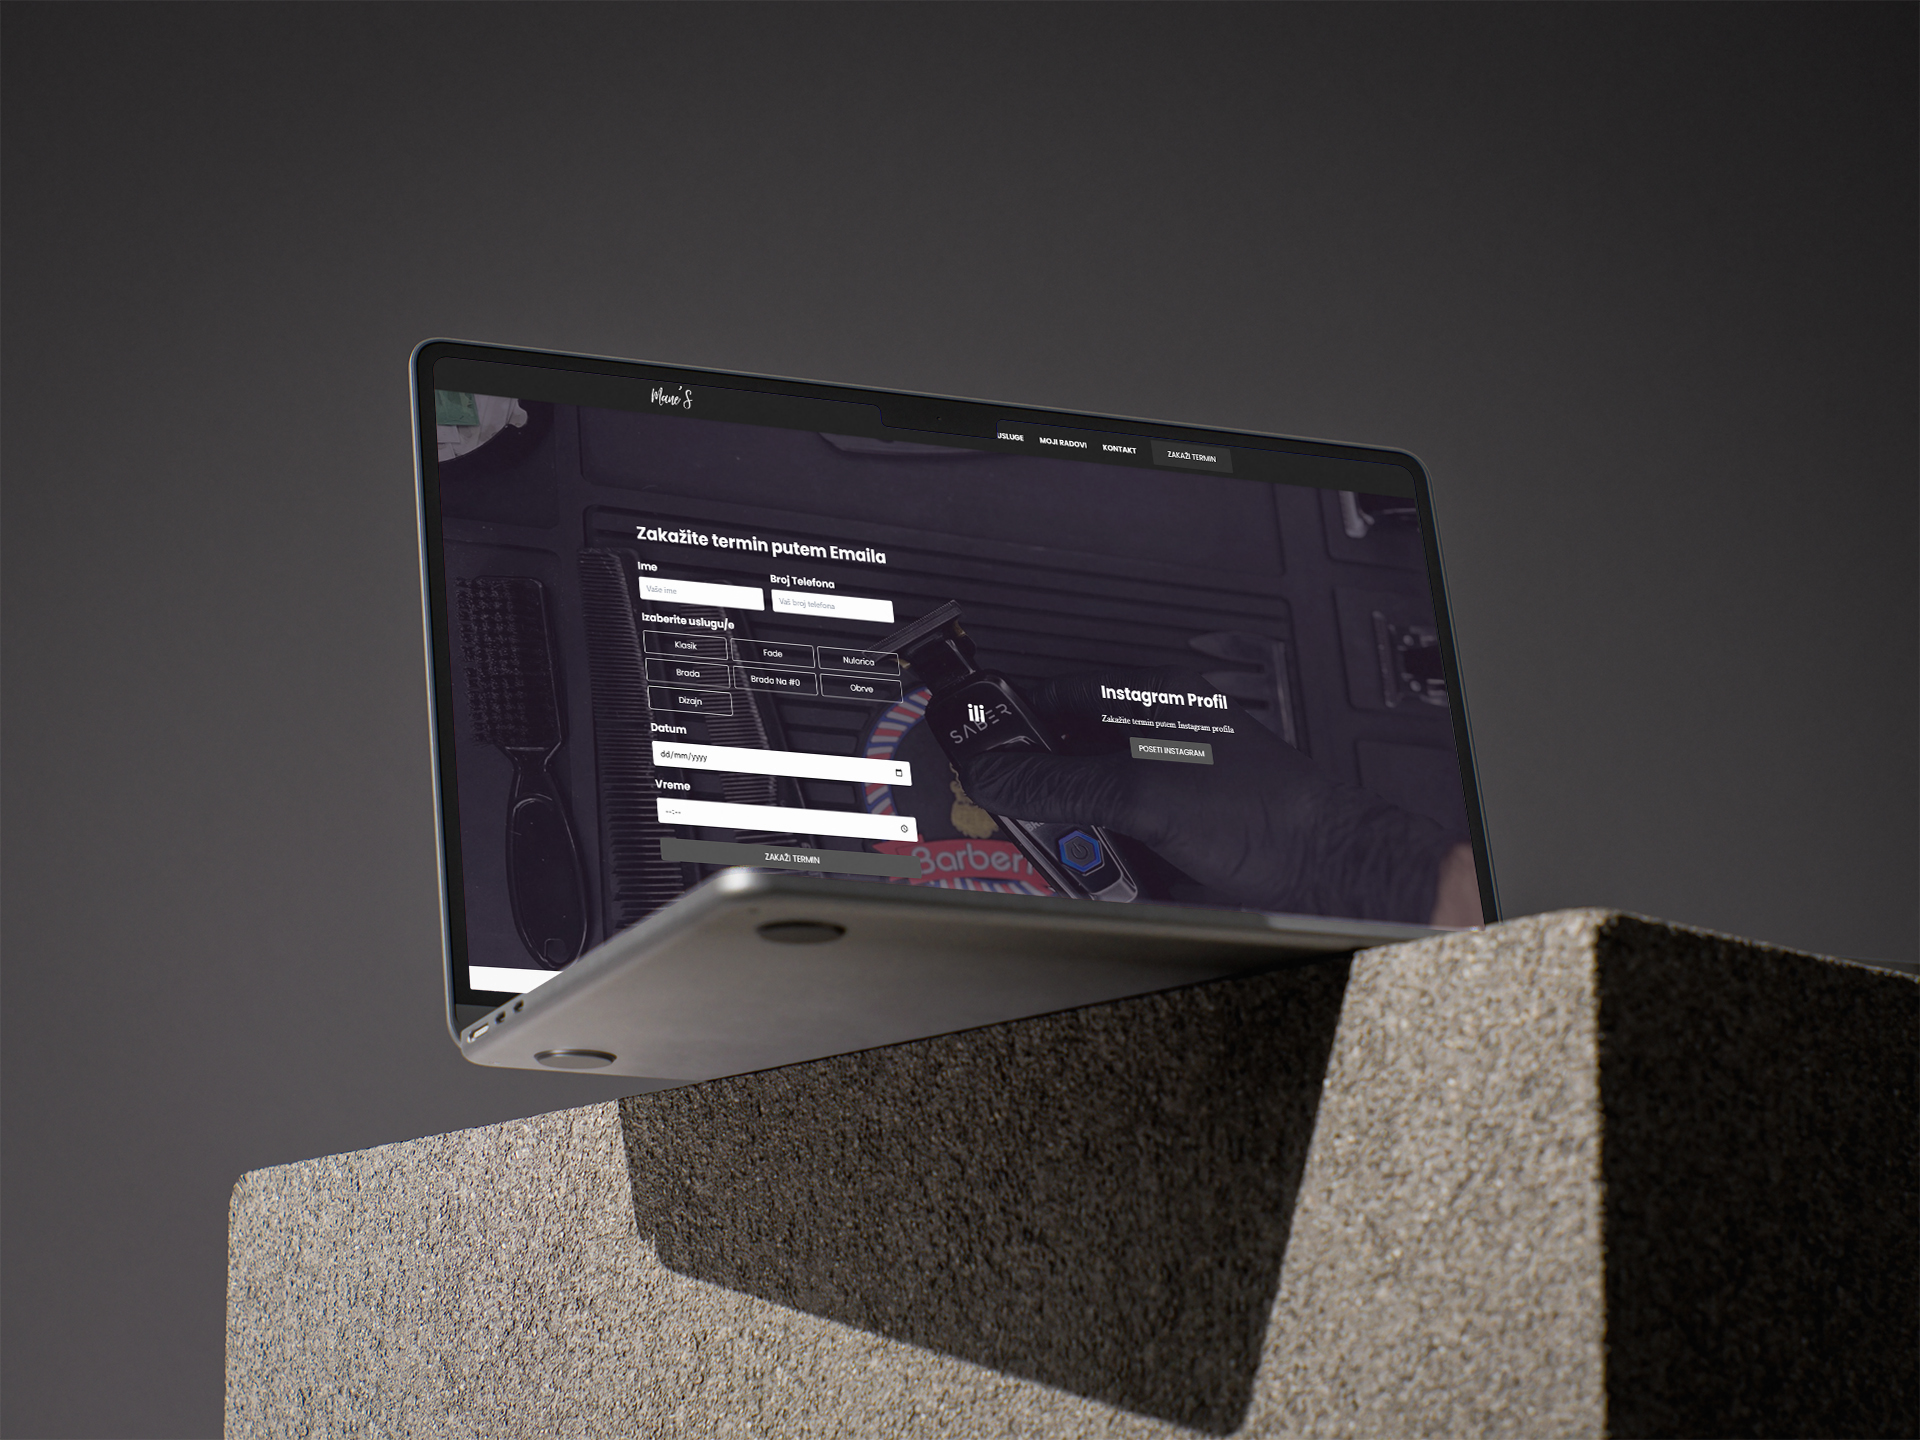 Mane'S
USLUGE
MOJI RADOVI
KONTAKT
ZAKAŽI TERMIN
Zakažite termin putem Emaila
Ime
Broj Telefona
Vaše ime
Vaš broj telefona
Izaberite uslugu/e
Klasik
Fade
Nularica
Brada
Brada Na #0
Obrve
Dizajn
Datum
dd/mm/yyyy
Vreme
--:--
ZAKAŽI TERMIN
ili
SABER
Barber
Instagram Profil
Zakažite termin putem Instagram profila
POSETI INSTAGRAM